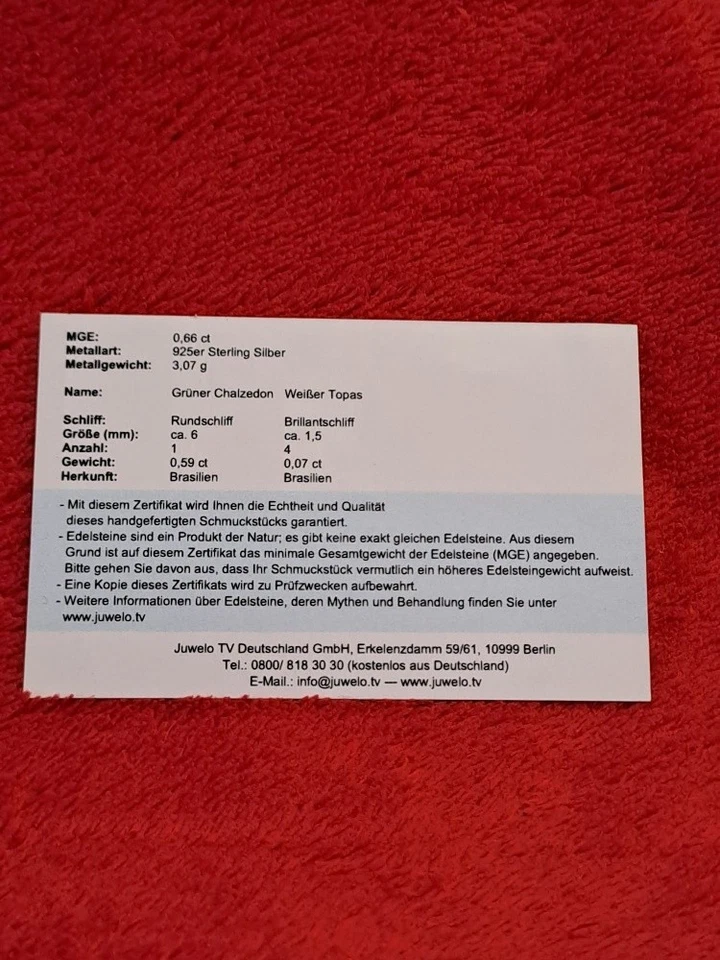 MGE: 0,66 ct
Metallart: 925er Sterling Silber
Metallgewicht: 3,07 g
Name: Grüner Chalzedon Weißer Topas
Schliff: Rundschliff Brillantschliff
Größe (mm): ca. 6 ca. 1,5
Anzahl: 1 4
Gewicht: 0,59 ct 0,07 ct
Herkunft: Brasilien Brasilien
- Mit diesem Zertifikat wird Ihnen die Echtheit und Qualität
dieses handgefertigten Schmuckstücks garantiert.
- Edelsteine sind ein Produkt der Natur; es gibt keine exakt gleichen Edelsteine. Aus diesem
Grund ist auf diesem Zertifikat das minimale Gesamtgewicht der Edelsteine (MGE) angegeben.
Bitte gehen Sie davon aus, dass Ihr Schmuckstück vermutlich ein höheres Edelsteingewicht aufweist.
- Eine Kopie dieses Zertifikats wird zu Prüfzwecken aufbewahrt.
- Weitere Informationen über Edelsteine, deren Mythen und Behandlung finden Sie unter
www.juwelo.tv
Juwelo TV Deutschland GmbH, Erkelenzdamm 59/61, 10999 Berlin
Tel.: 0800/ 818 30 30 (kostenlos aus Deutschland)
E-Mail.: info@juwelo.tv — www.juwelo.tv